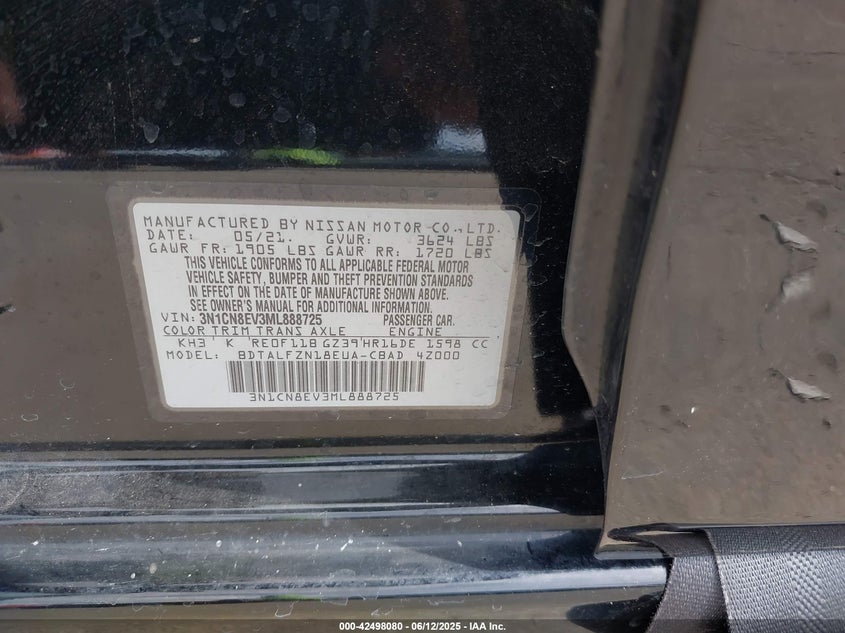 MANUFACTURED BY NISSAN MOTOR CO., LTD.
DATE: 05/21. GVWR: 3624 LBS
GAWR FR: 1905 LBS GAWR RR: 1720 LBS
THIS VEHICLE CONFORMS TO ALL APPLICABLE FEDERAL MOTOR
VEHICLE SAFETY, BUMPER AND THEFT PREVENTION STANDARDS
IN EFFECT ON THE DATE OF MANUFACTURE SHOWN ABOVE.
SEE OWNER'S MANUAL FOR ADDITIONAL INFORMATION.
VIN: 3N1CN8EV3ML888725 PASSENGER CAR.
COLOR TRIM TRANS AXLE ENGINE
KH3 K RE0F11B GZ39 HR16DE 1598 CC
MODEL- BDTALFZN18EUA-CBAD 4Z000
3N1CN8EV3ML888725
000-42498080 - 06/12/2025 - IAA Inc.